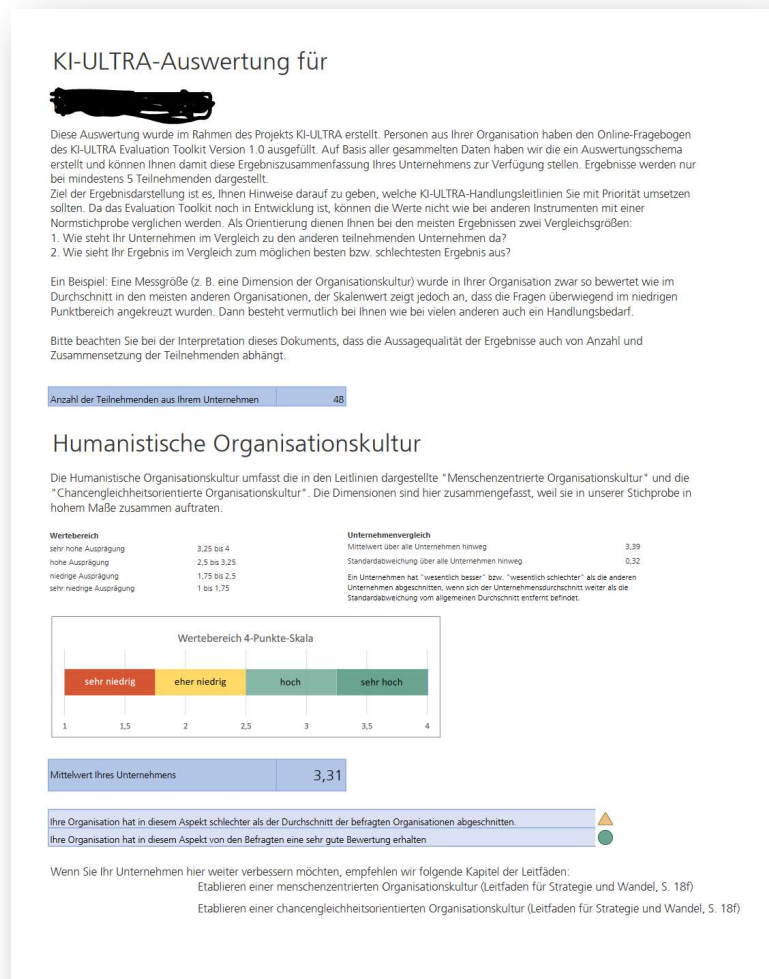 KI-ULTRA-Auswertung für
Diese Auswertung wurde im Rahmen des Projekts KI-ULTRA erstellt. Personen aus Ihrer Organisation haben den Online-Fragebogen
des KI-ULTRA Evaluation Toolkit Version 1.0 ausgefüllt. Auf Basis aller gesammelten Daten haben wir die ein Auswertungsschema
erstellt und können Ihnen damit diese Ergebniszusammenfassung Ihres Unternehmens zur Verfügung stellen. Ergebnisse werden nur
bei mindestens 5 Teilnehmenden dargestellt.
Ziel der Ergebnisdarstellung ist es, Ihnen Hinweise darauf zu geben, welche KI-ULTRA-Handlungsleitlinien Sie mit Priorität umsetzen
sollten. Da das Evaluation Toolkit noch in Entwicklung ist, können die Werte nicht wie bei anderen Instrumenten mit einer
Normstichprobe verglichen werden. Als Orientierung dienen Ihnen bei den meisten Ergebnissen zwei Vergleichsgrößen:
1. Wie steht Ihr Unternehmen im Vergleich zu den anderen teilnehmenden Unternehmen da?
2. Wie sieht Ihr Ergebnis im Vergleich zum möglichen besten bzw. schlechtesten Ergebnis aus?
Ein Beispiel: Eine Messgröße (z. B. eine Dimension der Organisationskultur) wurde in Ihrer Organisation zwar so bewertet wie im
Durchschnitt in den meisten anderen Organisationen, der Skalenwert zeigt jedoch an, dass die Fragen überwiegend im niedrigen
Punktbereich angekreuzt wurden. Dann besteht vermutlich bei Ihnen wie bei vielen anderen auch ein Handlungsbedarf.
Bitte beachten Sie bei der Interpretation dieses Dokuments, dass die Aussagequalität der Ergebnisse auch von Anzahl und
Zusammensetzung der Teilnehmenden abhängt.
Anzahl der Teilnehmenden aus Ihrem Unternehmen 48
Humanistische Organisationskultur
Die Humanistische Organisationskultur umfasst die in den Leitlinien dargestellte "Menschenzentrierte Organisationskultur" und die
"Chancengleichheitsorientierte Organisationskultur". Die Dimensionen sind hier zusammengefasst, weil sie in unserer Stichprobe in
hohem Maße zusammen auftraten.
Wertebereich
sehr hohe Ausprägung 3,25 bis 4
hohe Ausprägung 2,5 bis 3,25
niedrige Ausprägung 1,75 bis 2,5
sehr niedrige Ausprägung 1 bis 1,75
Unternehmenvergleich
Mittelwert über alle Unternehmen hinweg 3,39
Standardabweichung über alle Unternehmen hinweg 0,32
Ein Unternehmen hat "wesentlich besser" bzw. "wesentlich schlechter" als die anderen
Unternehmen abgeschnitten, wenn sich der Unternehmensdurchschnitt weiter als die
Standardabweichung vom allgemeinen Durchschnitt entfernt befindet.
Wertebereich 4-Punkte-Skala
sehr niedrig eher niedrig hoch sehr hoch
1 1,5 2 2,5 3 3,5 4
Mittelwert Ihres Unternehmens 3,31
Ihre Organisation hat in diesem Aspekt schlechter als der Durchschnitt der befragten Organisationen abgeschnitten.
Ihre Organisation hat in diesem Aspekt von den Befragten eine sehr gute Bewertung erhalten
Wenn Sie Ihr Unternehmen hier weiter verbessern möchten, empfehlen wir folgende Kapitel der Leitfäden:
Etablieren einer menschenzentrierten Organisationskultur (Leitfaden für Strategie und Wandel, S. 18f)
Etablieren einer chancengleichheitsorientierten Organisationskultur (Leitfaden für Strategie und Wandel, S. 18f)